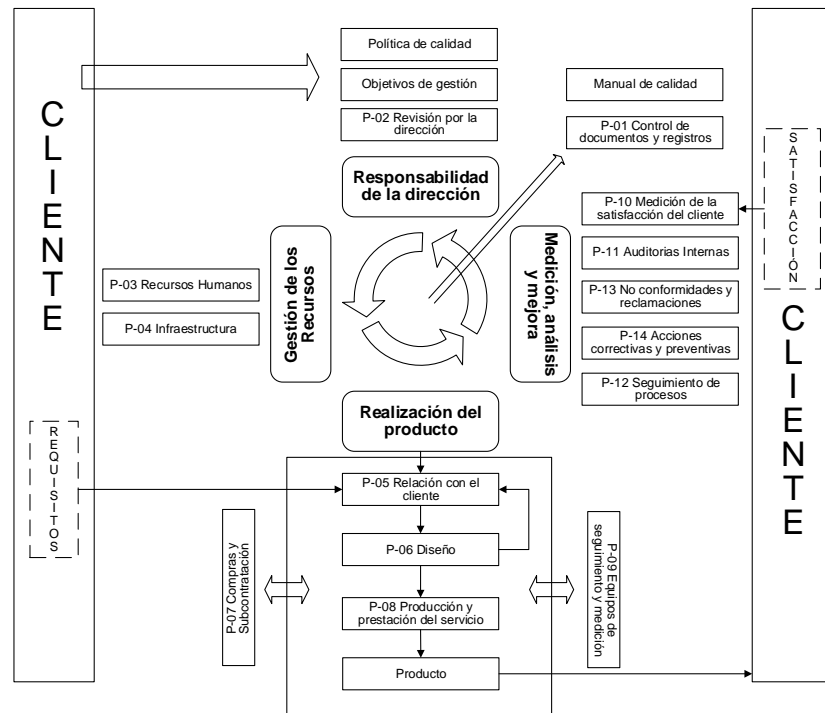 CLIENTE
REQUISITOS
Política de calidad
Objetivos de gestión
P-02 Revisión por la
dirección
Manual de calidad
P-01 Control de
documentos y registros
Responsabilidad
de la dirección
P-10 Medición de la
satisfacción del cliente
P-11 Auditorias Internas
P-13 No conformidades y
reclamaciones
P-14 Acciones
correctivas y preventivas
P-12 Seguimiento de
procesos
Medición, análisis
y mejora
Gestión de los
Recursos
P-03 Recursos Humanos
P-04 Infraestructura
Realización del
producto
P-05 Relación con el
cliente
P-06 Diseño
P-08 Producción y
prestación del servicio
Producto
P-07 Compras y
Subcontratación
P-09 Equipos de
seguimiento y medición
SATISFACCIÓN
CLIENTE